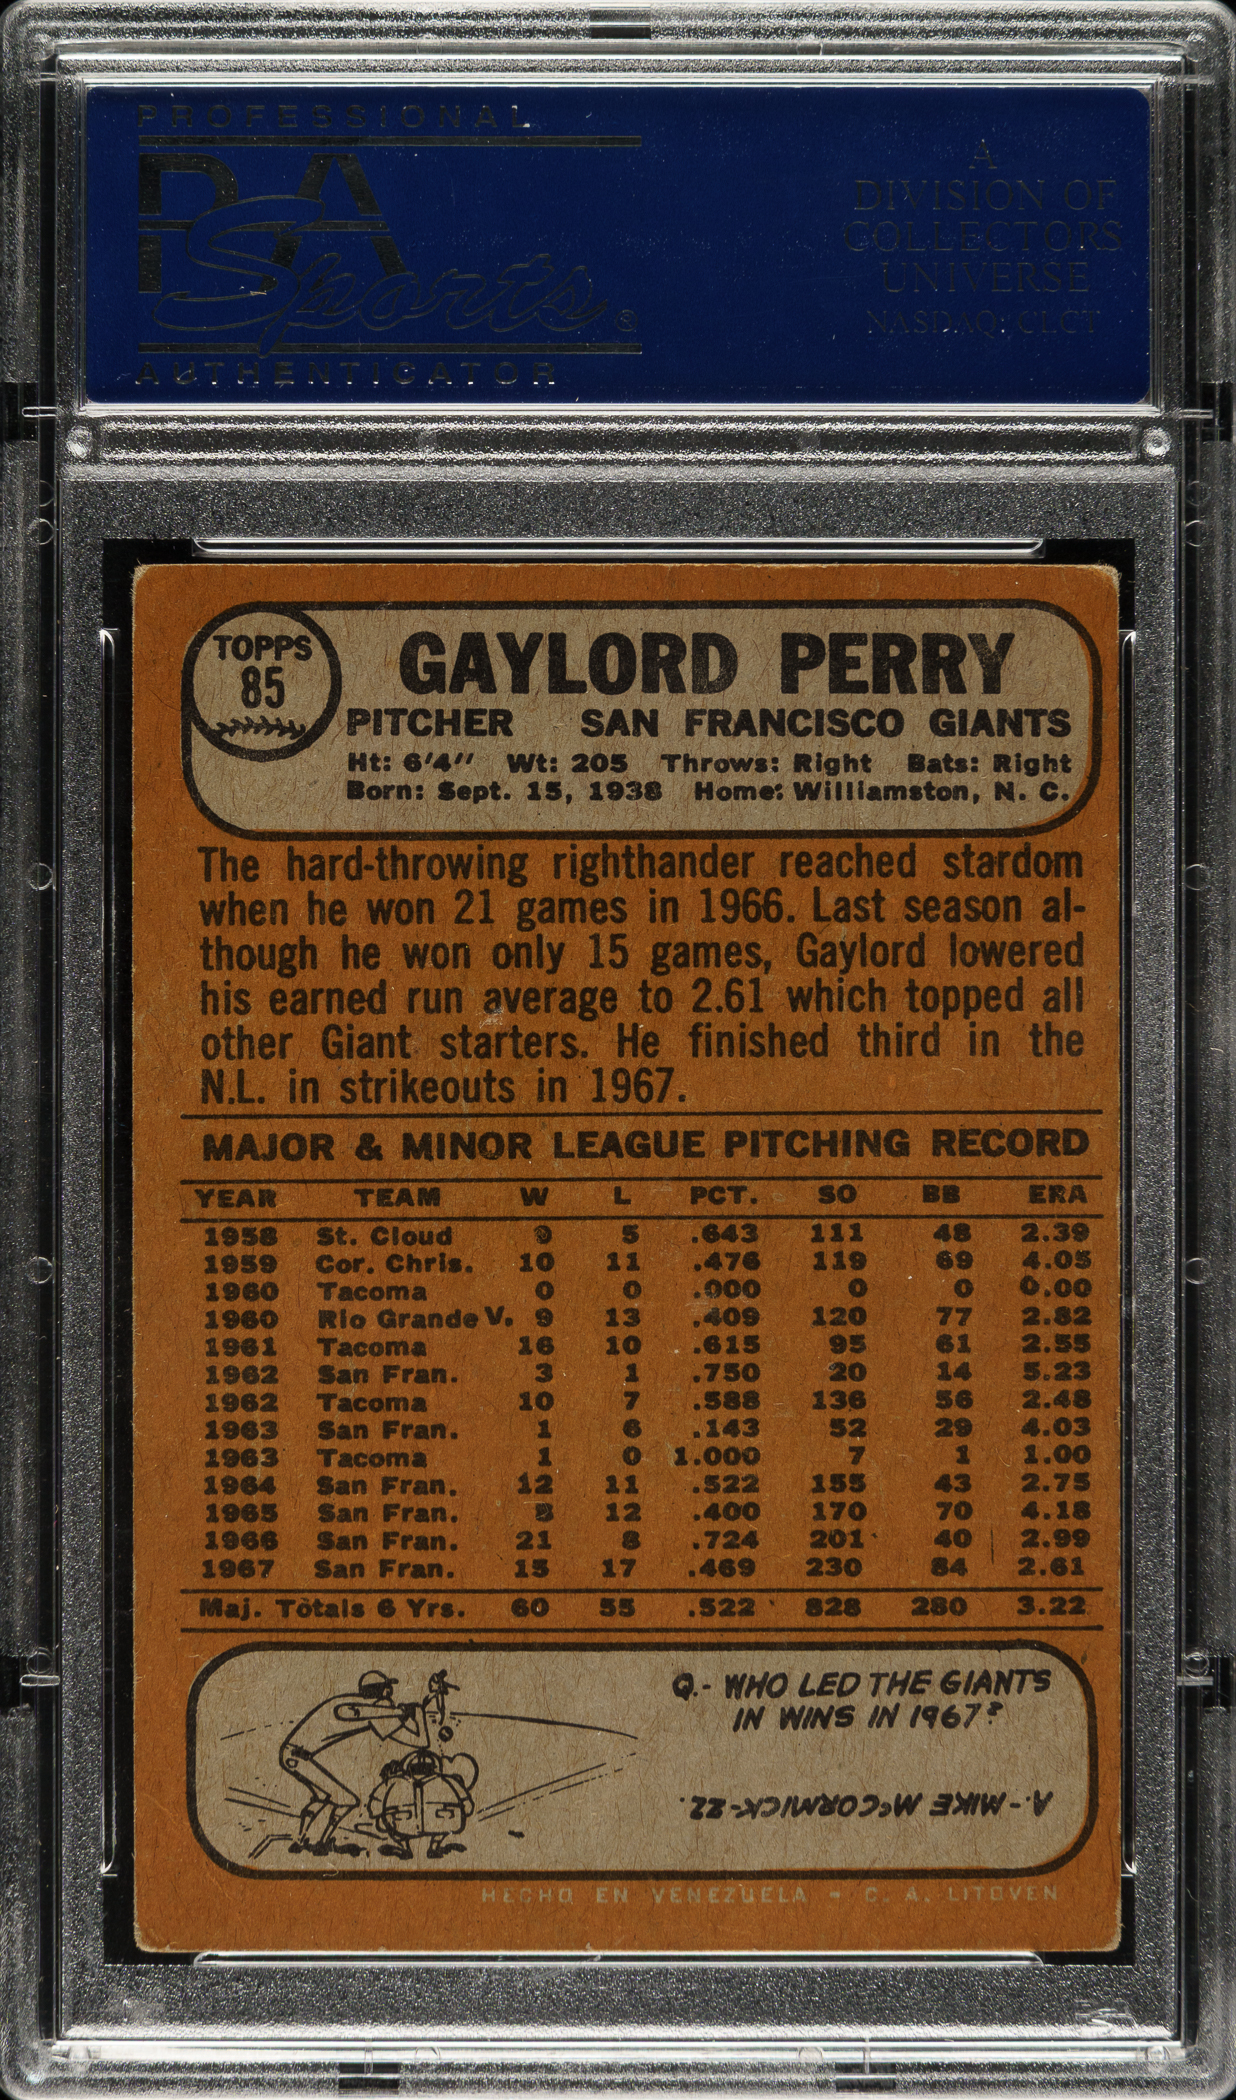 PROFESSIONAL
PSA
Sports®
AUTHENTICATOR
A
DIVISION OF
COLLECTORS
UNIVERSE
NASDAQ: CLCT
TOPPS
85
GAYLORD PERRY
PITCHER SAN FRANCISCO GIANTS
Ht: 6'4" Wt: 205 Throws: Right Bats: Right
Born: Sept. 15, 1938 Home: Williamston, N. C.
The hard-throwing righthander reached stardom
when he won 21 games in 1966. Last season al-
though he won only 15 games, Gaylord lowered
his earned run average to 2.61 which topped all
other Giant starters. He finished third in the
N.L. in strikeouts in 1967.
MAJOR & MINOR LEAGUE PITCHING RECORD
YEAR TEAM W L PCT. SO BB ERA
1958 St. Cloud 9 5 .643 111 48 2.39
1959 Cor. Chris. 10 11 .476 119 69 4.05
1960 Tacoma 0 0 .000 0 0 0.00
1960 Rio Grande V. 9 13 .409 120 77 2.82
1961 Tacoma 16 10 .615 95 61 2.55
1962 San Fran. 3 1 .750 20 14 5.23
1962 Tacoma 10 7 .588 136 56 2.48
1963 San Fran. 1 6 .143 52 29 4.03
1963 Tacoma 1 0 1.000 7 1 1.00
1964 San Fran. 12 11 .522 155 43 2.75
1965 San Fran. 8 12 .400 170 70 4.18
1966 San Fran. 21 8 .724 201 40 2.99
1967 San Fran. 15 17 .469 230 84 2.61
Maj. Totals 6 Yrs. 60 55 .522 828 280 3.22
Q.- WHO LED THE GIANTS
IN WINS IN 1967?
A.- MIKE McCORMICK-22.
HECHO EN VENEZUELA - C. A. LITOVEN